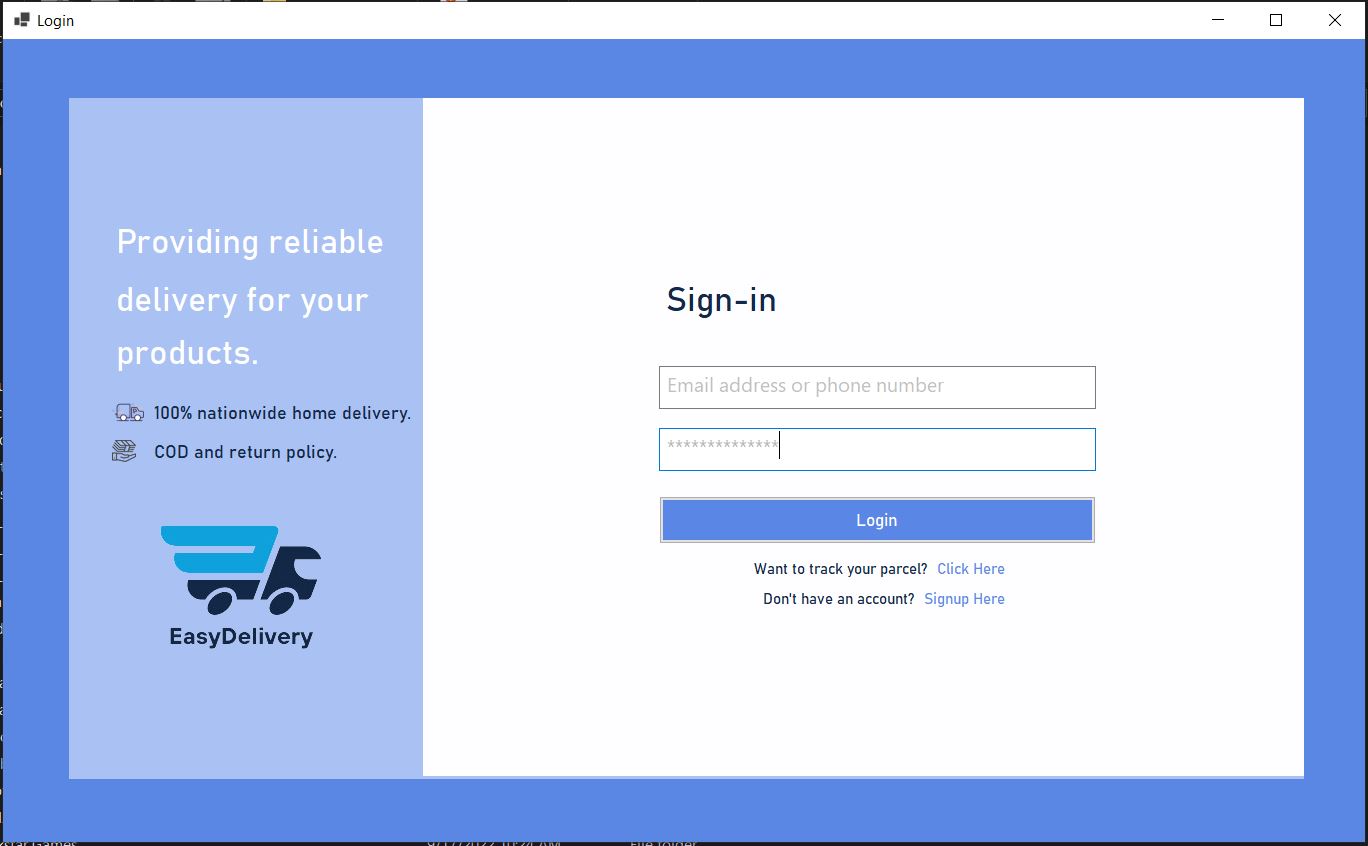 Login
Providing reliable
delivery for your
products.
100% nationwide home delivery.
COD and return policy.
EasyDelivery
Sign-in
Email address or phone number
**************
Login
Want to track your parcel? Click Here
Don't have an account? Signup Here